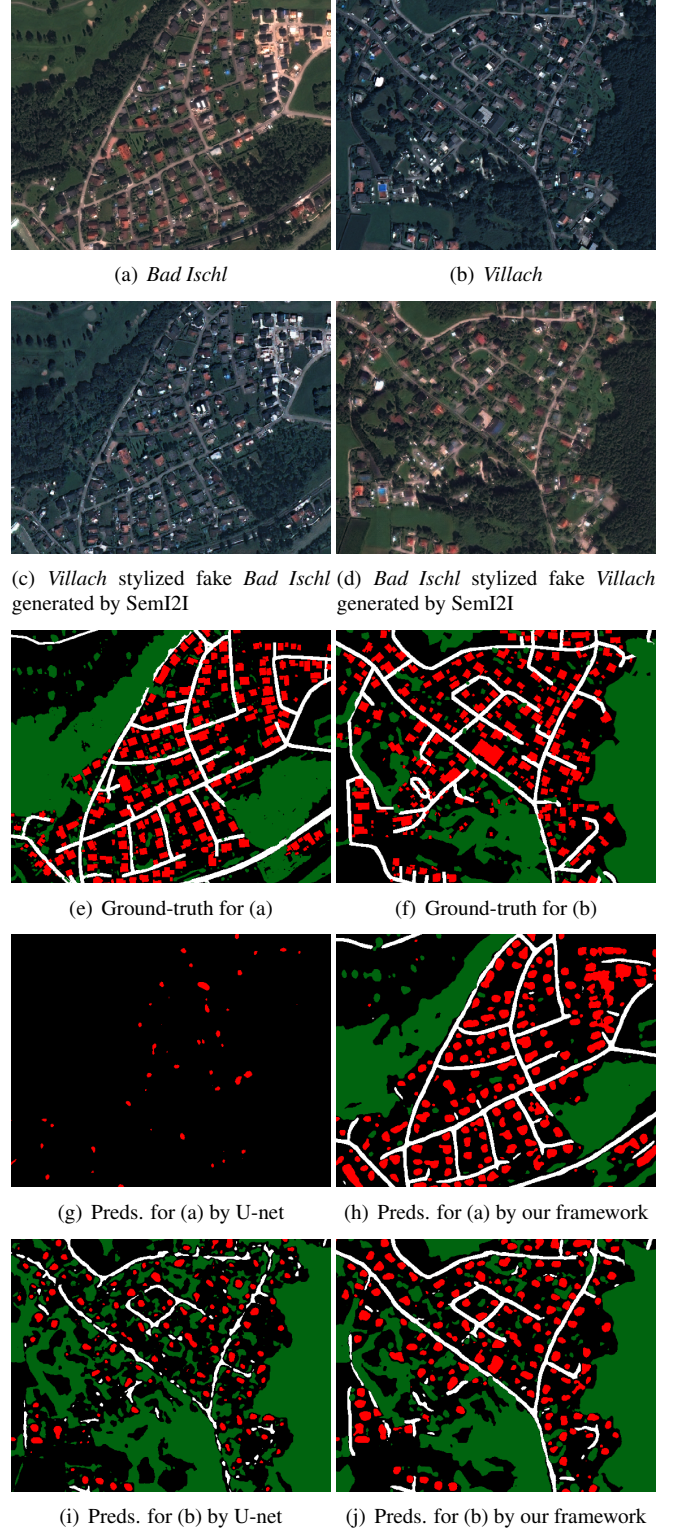 (a) Bad Ischl
(b) Villach
(c) Villach stylized fake Bad Ischl
generated by SemI2I
(d) Bad Ischl stylized fake Villach
generated by SemI2I
(e) Ground-truth for (a)
(f) Ground-truth for (b)
(g) Preds. for (a) by U-net
(h) Preds. for (a) by our framework
(i) Preds. for (b) by U-net
(j) Preds. for (b) by our framework